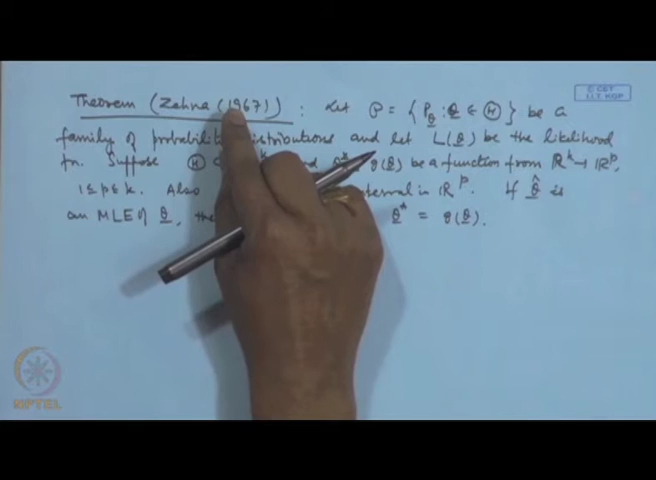 © CET
I.I.T. KGP
Theorem (Zehna (1967)) : Let 𝒫 = { P_θ : θ ∈ Ⓗ } be a
family of probability distributions and let L(θ) be the likelihood
fn. Suppose Ⓗ g(θ) be a function from ℝ^k → ℝ^p,
1≤p≤k. Also interval in ℝ^p. If θ̂ is
an MLE of θ, θ* = g(θ).
NPTEL